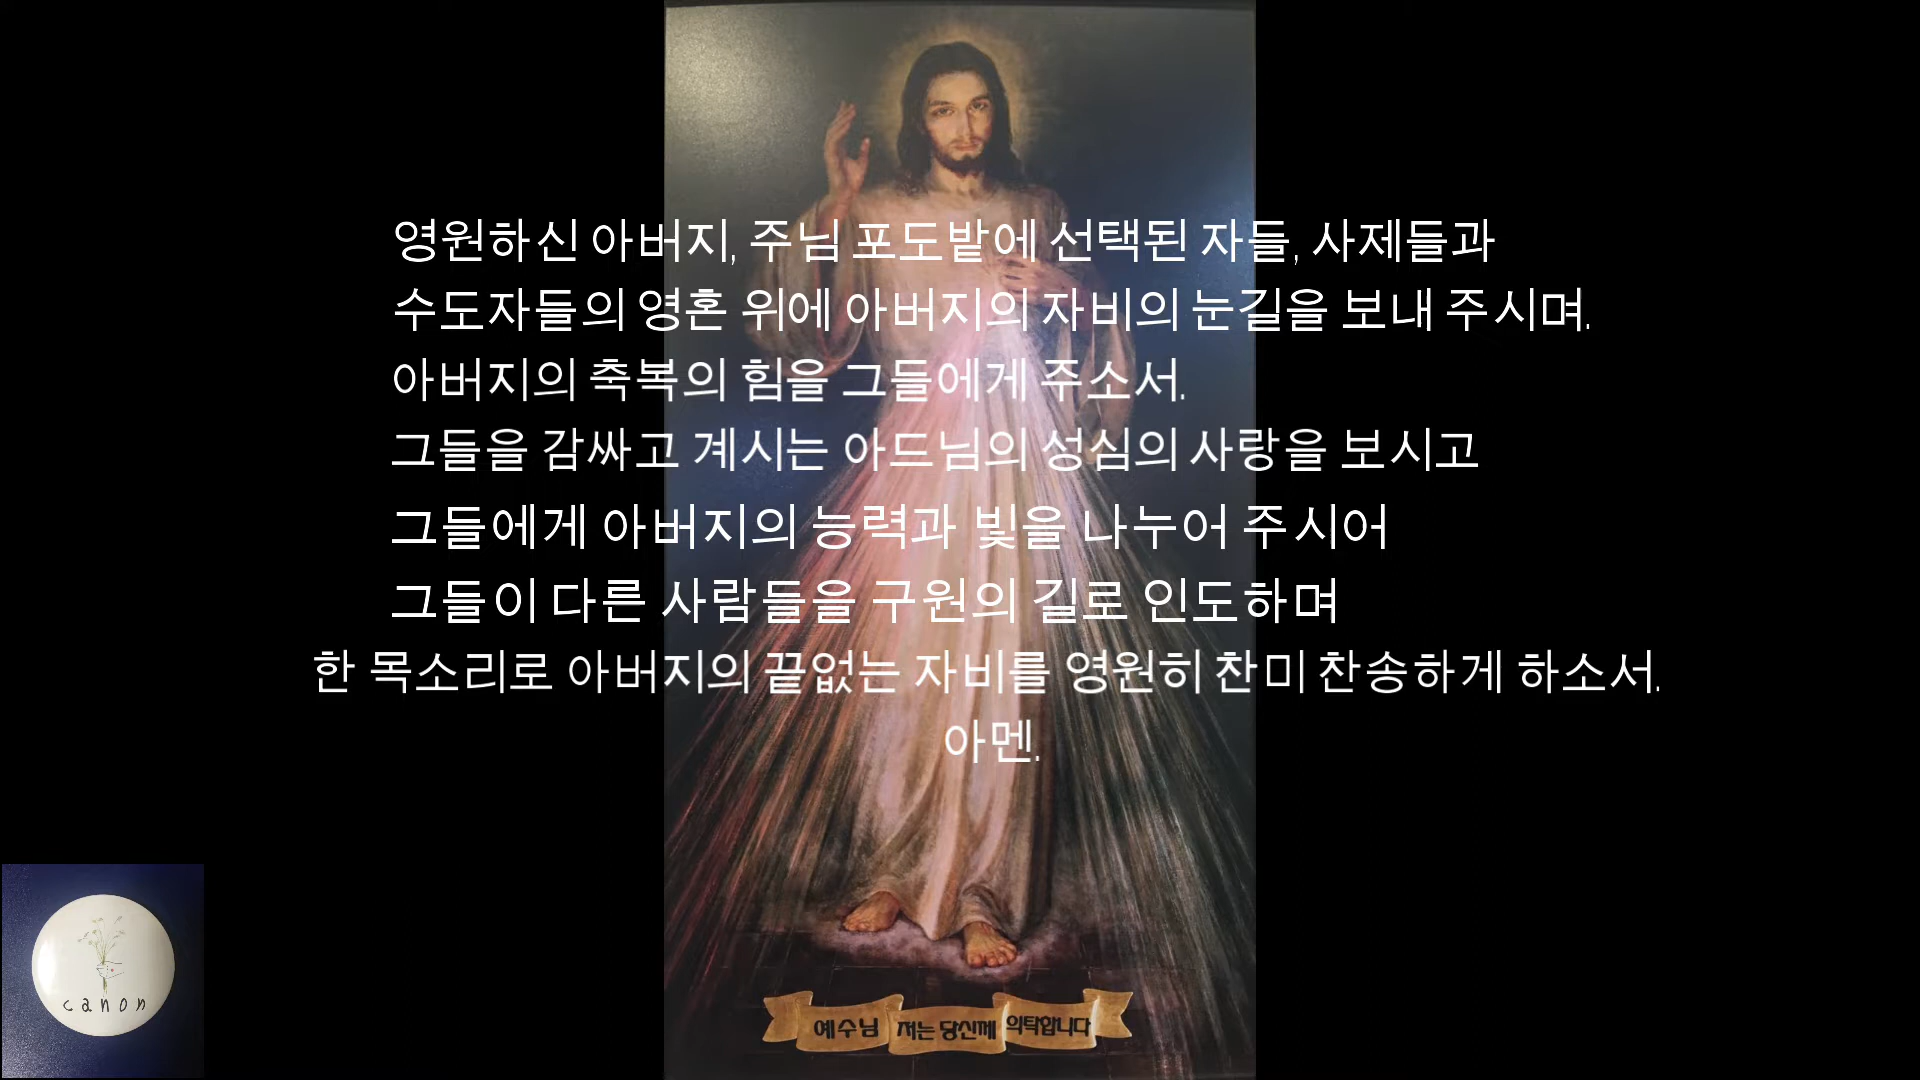 영원하신 아버지, 주님 포도밭에 선택된 자들, 사제들과
수도자들의 영혼 위에 아버지의 자비의 눈길을 보내 주시며.
아버지의 축복의 힘을 그들에게 주소서.
그들을 감싸고 계시는 아드님의 성심의 사랑을 보시고
그들에게 아버지의 능력과 빛을 나누어 주시어
그들이 다른 사람들을 구원의 길로 인도하며
한 목소리로 아버지의 끝없는 자비를 영원히 찬미 찬송하게 하소서.
아멘.
canon
예수님 저는 당신께 의탁합니다